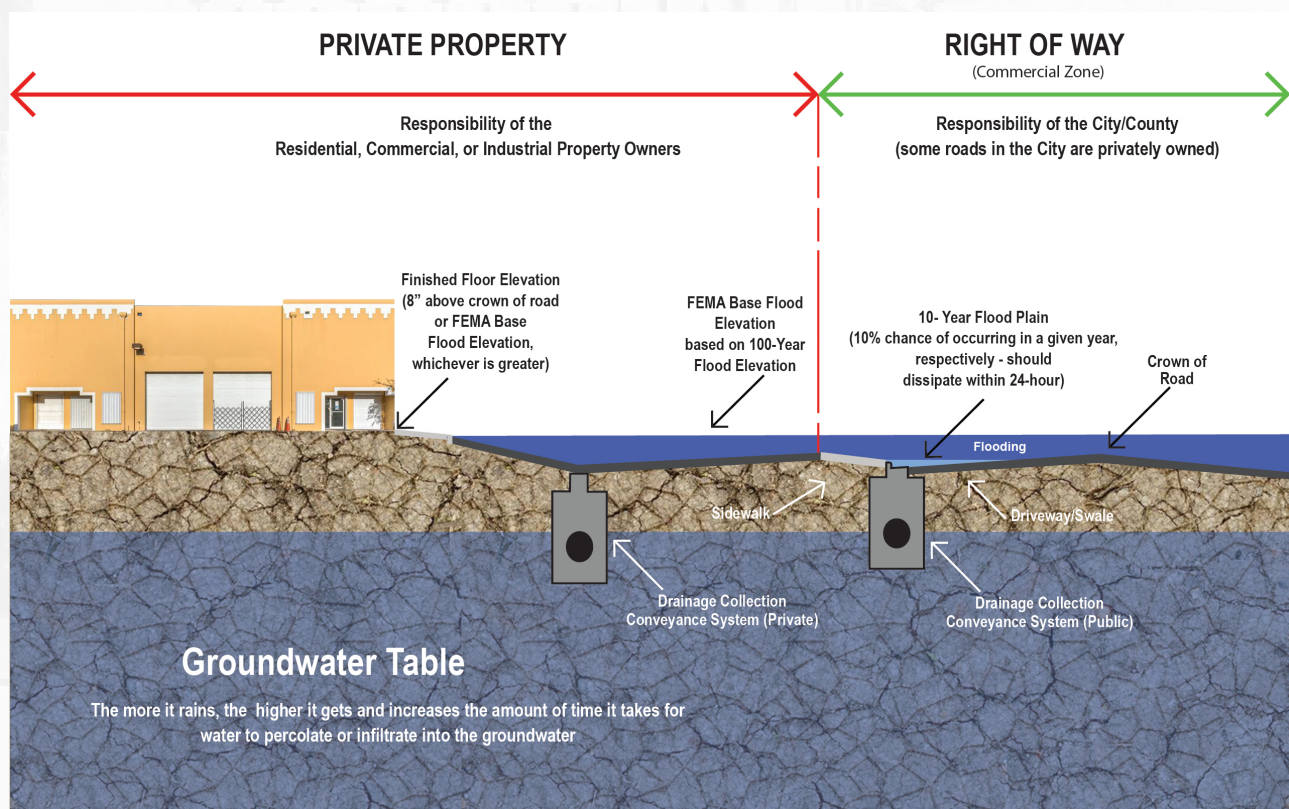 PRIVATE PROPERTY
Responsibility of the
Residential, Commercial, or Industrial Property Owners
RIGHT OF WAY
(Commercial Zone)
Responsibility of the City/County
(some roads in the City are privately owned)
Finished Floor Elevation
(8” above crown of road
or FEMA Base
Flood Elevation,
whichever is greater)
FEMA Base Flood
Elevation
based on 100-Year
Flood Elevation
10- Year Flood Plain
(10% chance of occurring in a given year,
respectively - should
dissipate within 24-hour)
Crown of
Road
Flooding
Sidewalk
Driveway/Swale
Drainage Collection
Conveyance System (Private)
Drainage Collection
Conveyance System (Public)
Groundwater Table
The more it rains, the higher it gets and increases the amount of time it takes for
water to percolate or infiltrate into the groundwater